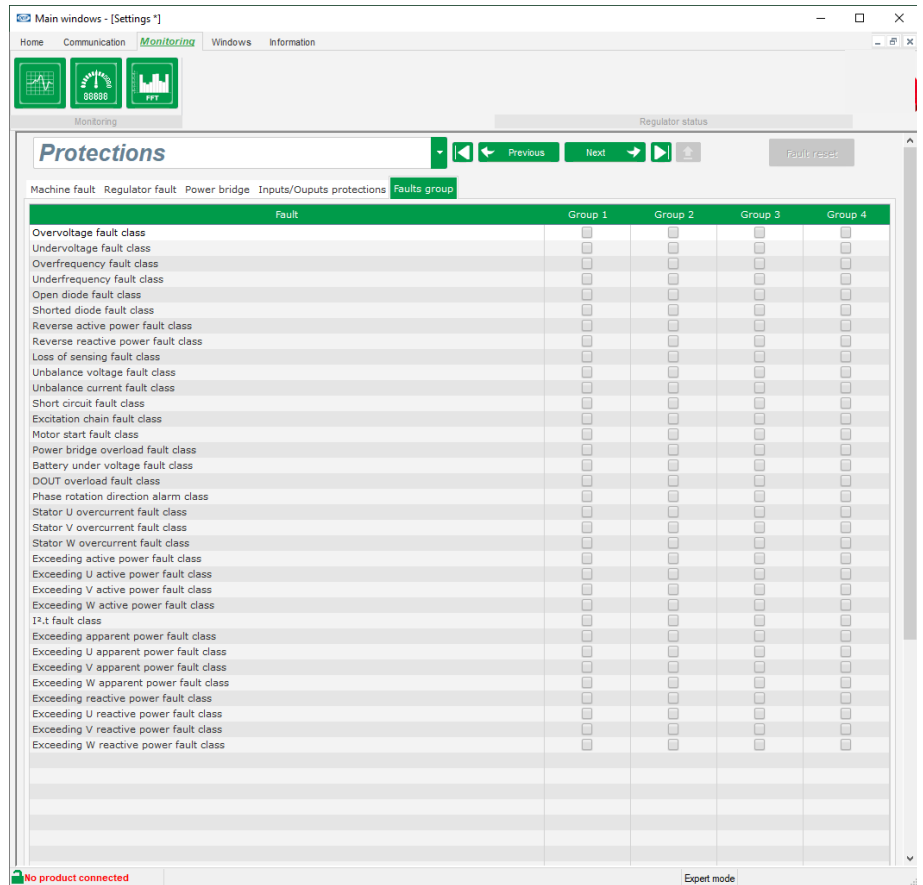 Main windows - [Settings *]
Home Communication Monitoring Windows Information
88888
FFT
Monitoring
Regulator status
Protections
Previous
Next
Fault reset
Machine fault Regulator fault Power bridge Inputs/Ouputs protections Faults group
Fault Group 1 Group 2 Group 3 Group 4
Overvoltage fault class
Undervoltage fault class
Overfrequency fault class
Underfrequency fault class
Open diode fault class
Shorted diode fault class
Reverse active power fault class
Reverse reactive power fault class
Loss of sensing fault class
Unbalance voltage fault class
Unbalance current fault class
Short circuit fault class
Excitation chain fault class
Motor start fault class
Power bridge overload fault class
Battery under voltage fault class
DOUT overload fault class
Phase rotation direction alarm class
Stator U overcurrent fault class
Stator V overcurrent fault class
Stator W overcurrent fault class
Exceeding active power fault class
Exceeding U active power fault class
Exceeding V active power fault class
Exceeding W active power fault class
I².t fault class
Exceeding apparent power fault class
Exceeding U apparent power fault class
Exceeding V apparent power fault class
Exceeding W apparent power fault class
Exceeding reactive power fault class
Exceeding U reactive power fault class
Exceeding V reactive power fault class
Exceeding W reactive power fault class
No product connected
Expert mode